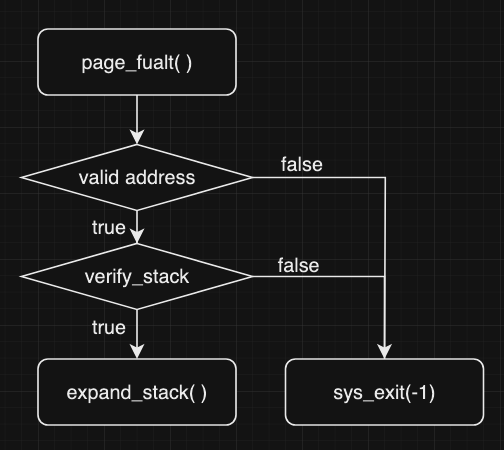 page_fualt( )
valid address
false
true
verify_stack
false
true
expand_stack( )
sys_exit(-1)